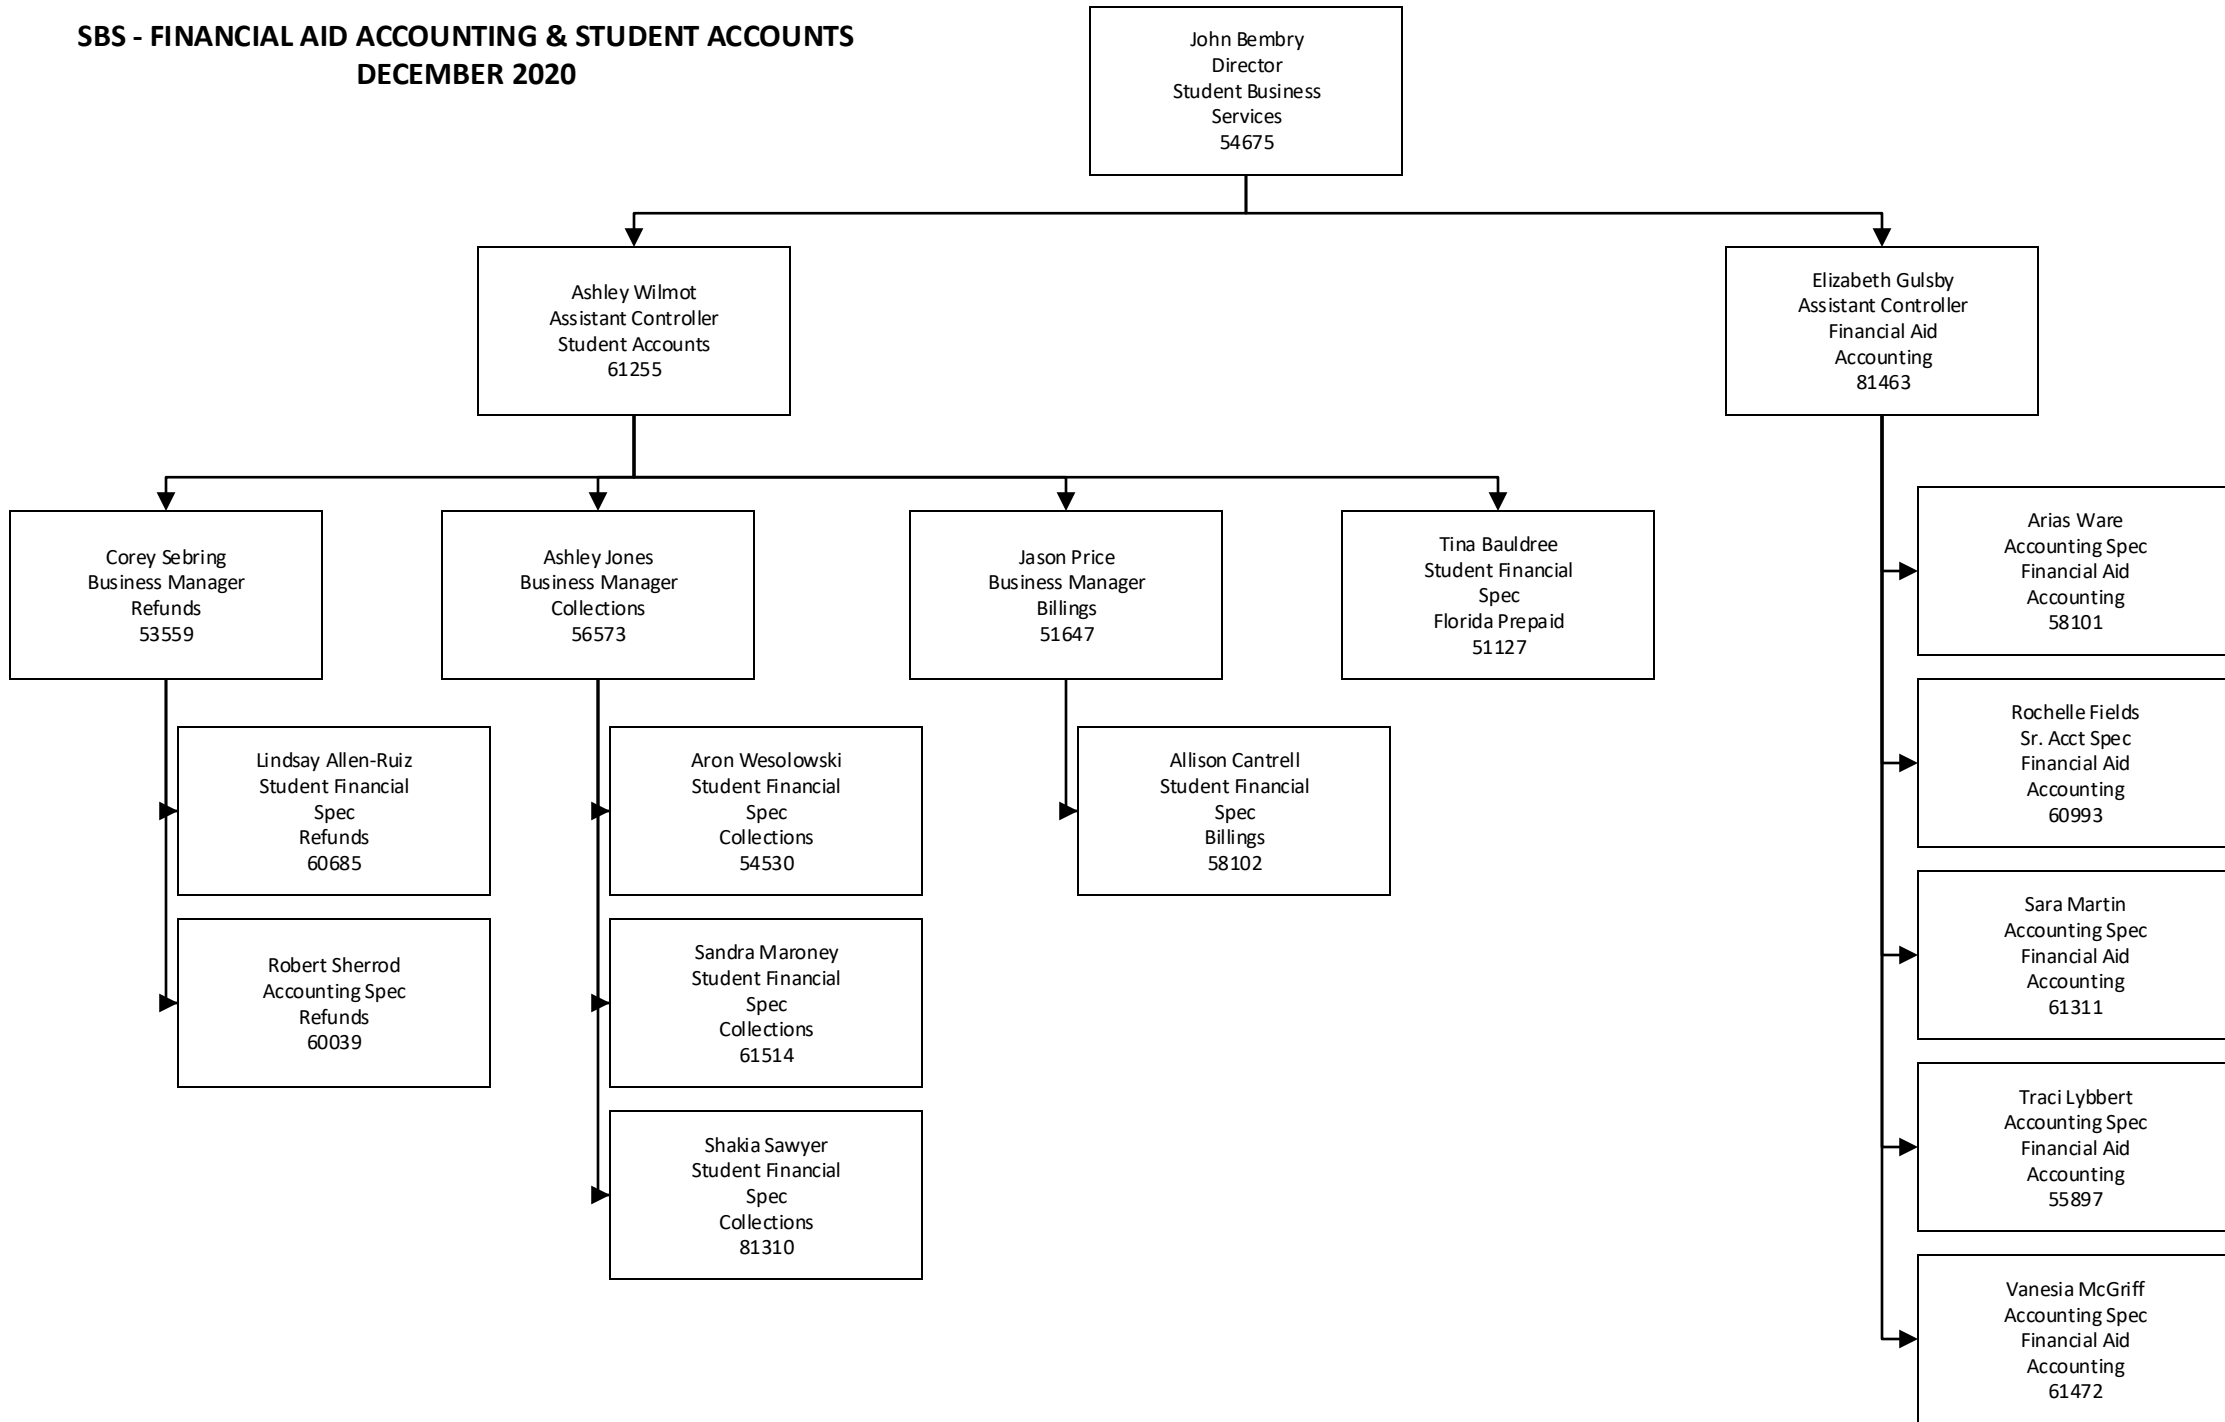 SBS - FINANCIAL AID ACCOUNTING & STUDENT ACCOUNTS
DECEMBER 2020
John Bembry
Director
Student Business
Services
54675
Ashley Wilmot
Assistant Controller
Student Accounts
61255
Elizabeth Gulsby
Assistant Controller
Financial Aid
Accounting
81463
Corey Sebring
Business Manager
Refunds
53559
Ashley Jones
Business Manager
Collections
56573
Jason Price
Business Manager
Billings
51647
Tina Bauldree
Student Financial
Spec
Florida Prepaid
51127
Lindsay Allen-Ruiz
Student Financial
Spec
Refunds
60685
Robert Sherrod
Accounting Spec
Refunds
60039
Aron Wesolowski
Student Financial
Spec
Collections
54530
Sandra Maroney
Student Financial
Spec
Collections
61514
Shakia Sawyer
Student Financial
Spec
Collections
81310
Allison Cantrell
Student Financial
Spec
Billings
58102
Arias Ware
Accounting Spec
Financial Aid
Accounting
58101
Rochelle Fields
Sr. Acct Spec
Financial Aid
Accounting
60993
Sara Martin
Accounting Spec
Financial Aid
Accounting
61311
Traci Lybbert
Accounting Spec
Financial Aid
Accounting
55897
Vanesia McGriff
Accounting Spec
Financial Aid
Accounting
61472